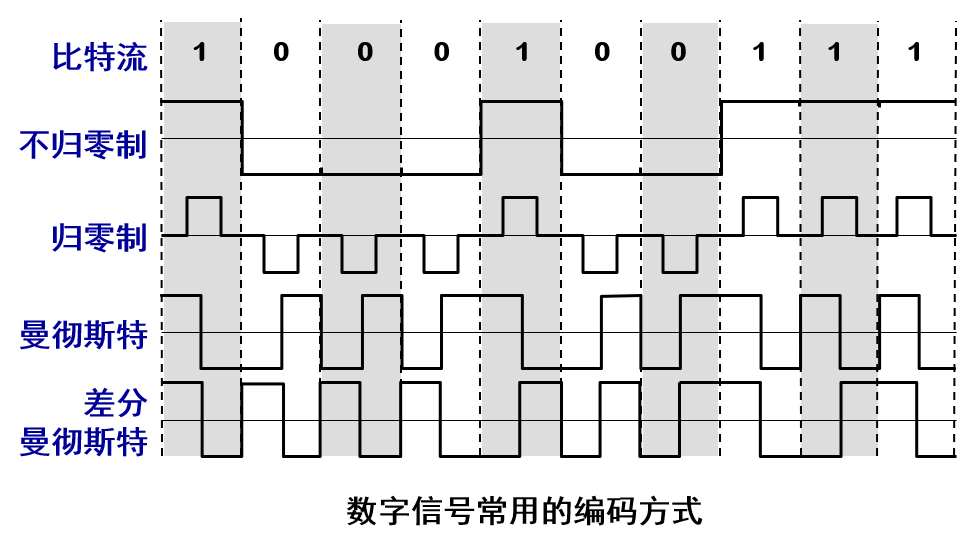 比特流 1 0 0 0 1 0 0 1 1 1
不归零制
归零制
曼彻斯特
差分
曼彻斯特
数字信号常用的编码方式